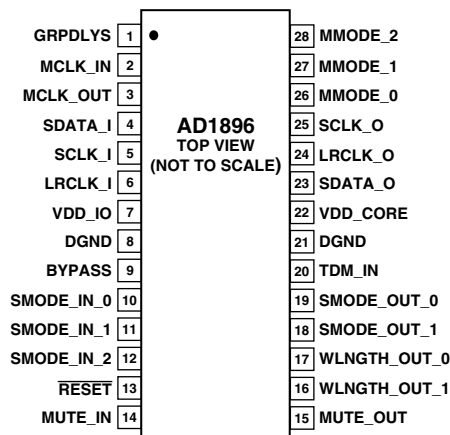 GRPDLYS 1 28 MMODE_2
MCLK_IN 2 27 MMODE_1
MCLK_OUT 3 26 MMODE_0
SDATA_I 4 25 SCLK_O
SCLK_I 5 24 LRCLK_O
LRCLK_I 6 23 SDATA_O
VDD_IO 7 22 VDD_CORE
DGND 8 21 DGND
BYPASS 9 20 TDM_IN
SMODE_IN_0 10 19 SMODE_OUT_0
SMODE_IN_1 11 18 SMODE_OUT_1
SMODE_IN_2 12 17 WLNGTH_OUT_0
RESET 13 16 WLNGTH_OUT_1
MUTE_IN 14 15 MUTE_OUT
AD1896
TOP VIEW
(NOT TO SCALE)